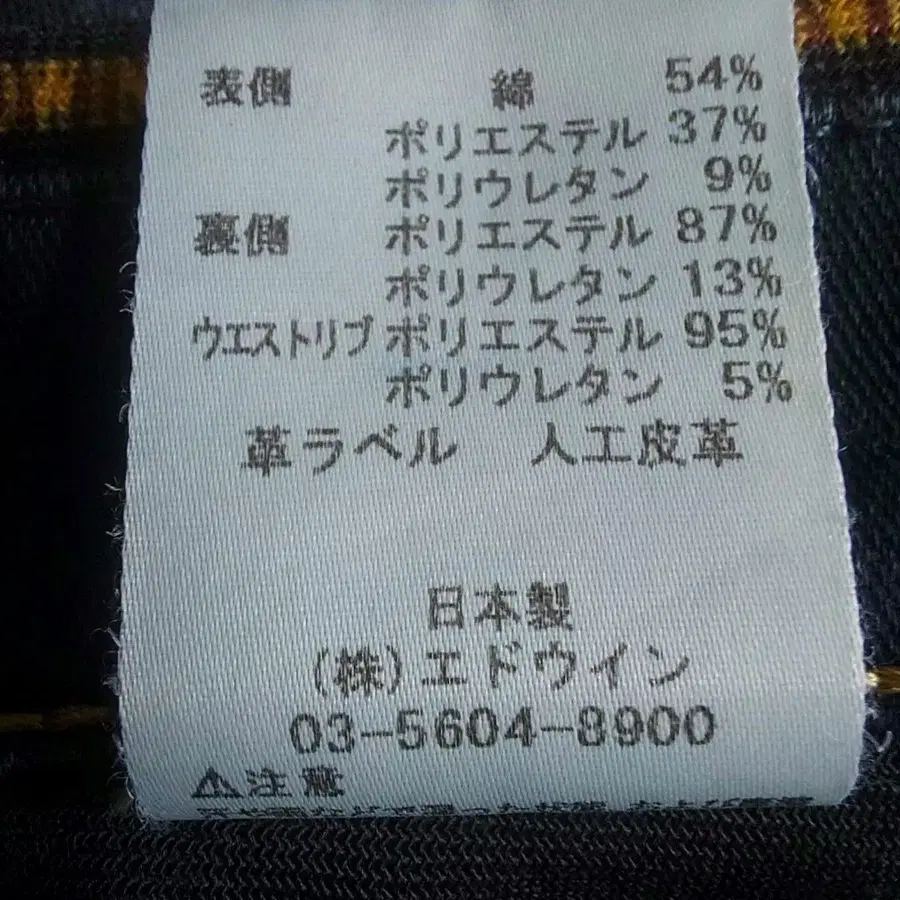 表側 綿 54%
ポリエステル 37%
ポリウレタン 9%
裏側 ポリエステル 87%
ポリウレタン 13%
ウエストリブ ポリエステル 95%
ポリウレタン 5%
革ラベル 人工皮革
日本製
(株)エドウイン
03-5604-8900
⚠注意